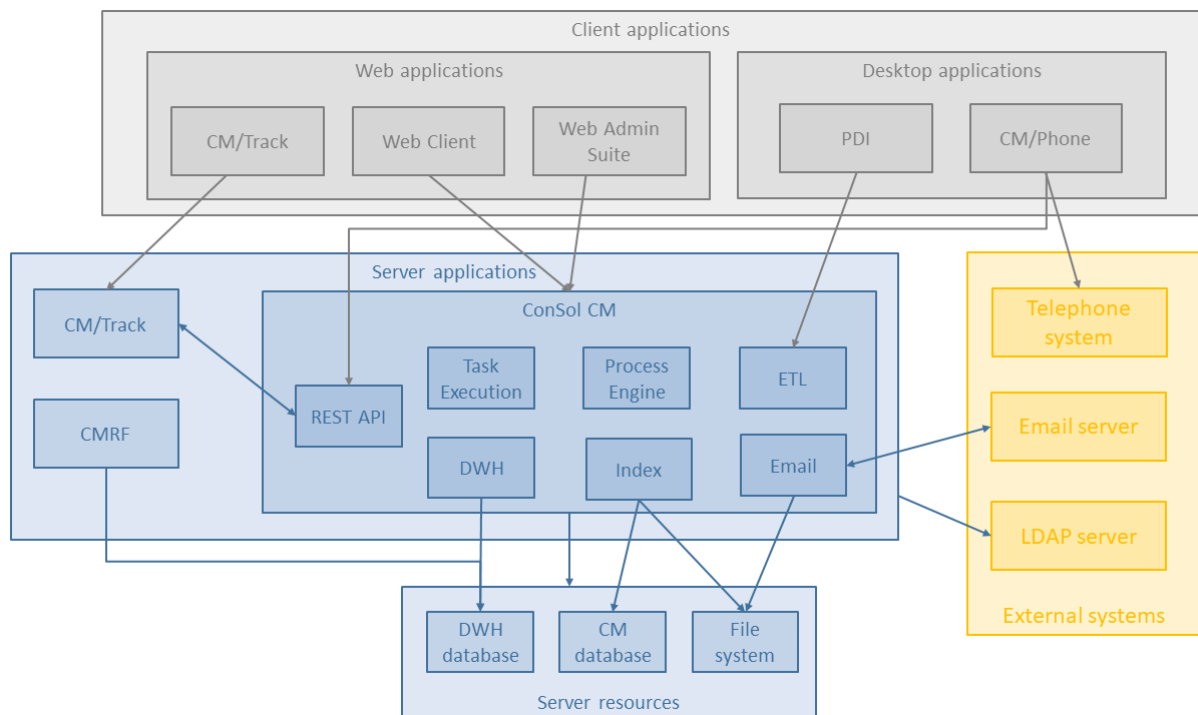 Client applications
Web applications
Desktop applications
CM/Track
Web Client
Web Admin
Suite
PDI
CM/Phone
Server applications
ConSol CM
CM/Track
Task
Execution
Process
Engine
ETL
REST API
CMRF
DWH
Index
Email
Telephone
system
Email server
LDAP server
External systems
DWH
database
CM
database
File
system
Server resources